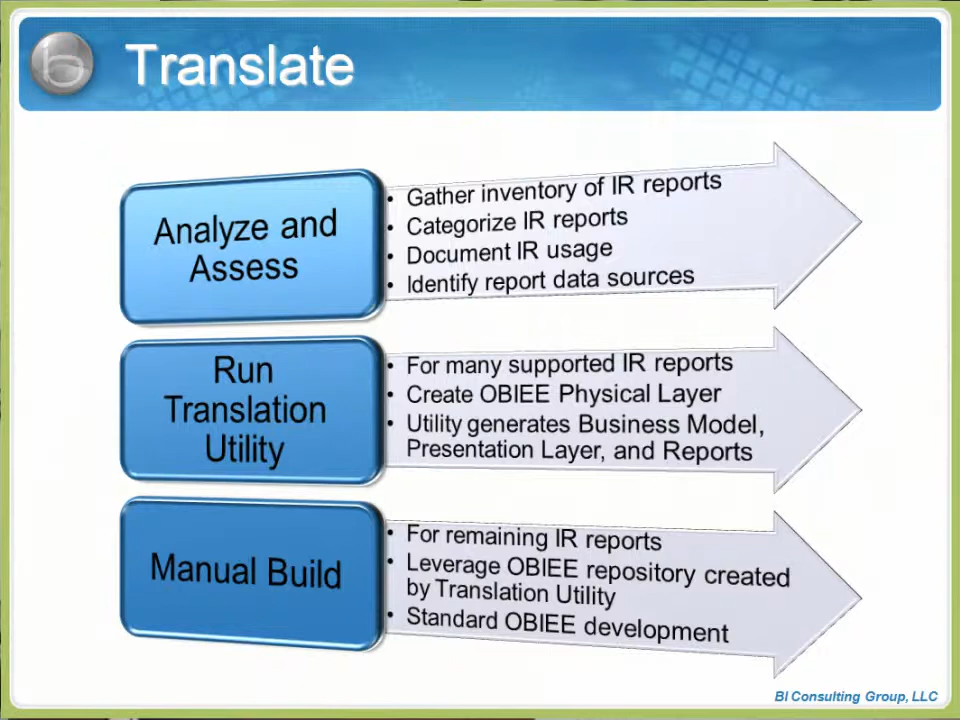 Translate
Analyze and
Assess
• Gather inventory of IR reports
• Categorize IR reports
• Document IR usage
• Identify report data sources
Run
Translation
Utility
• For many supported IR reports
• Create OBIEE Physical Layer
• Utility generates Business Model,
Presentation Layer, and Reports
Manual Build
• For remaining IR reports
• Leverage OBIEE repository created
by Translation Utility
• Standard OBIEE development
BI Consulting Group, LLC